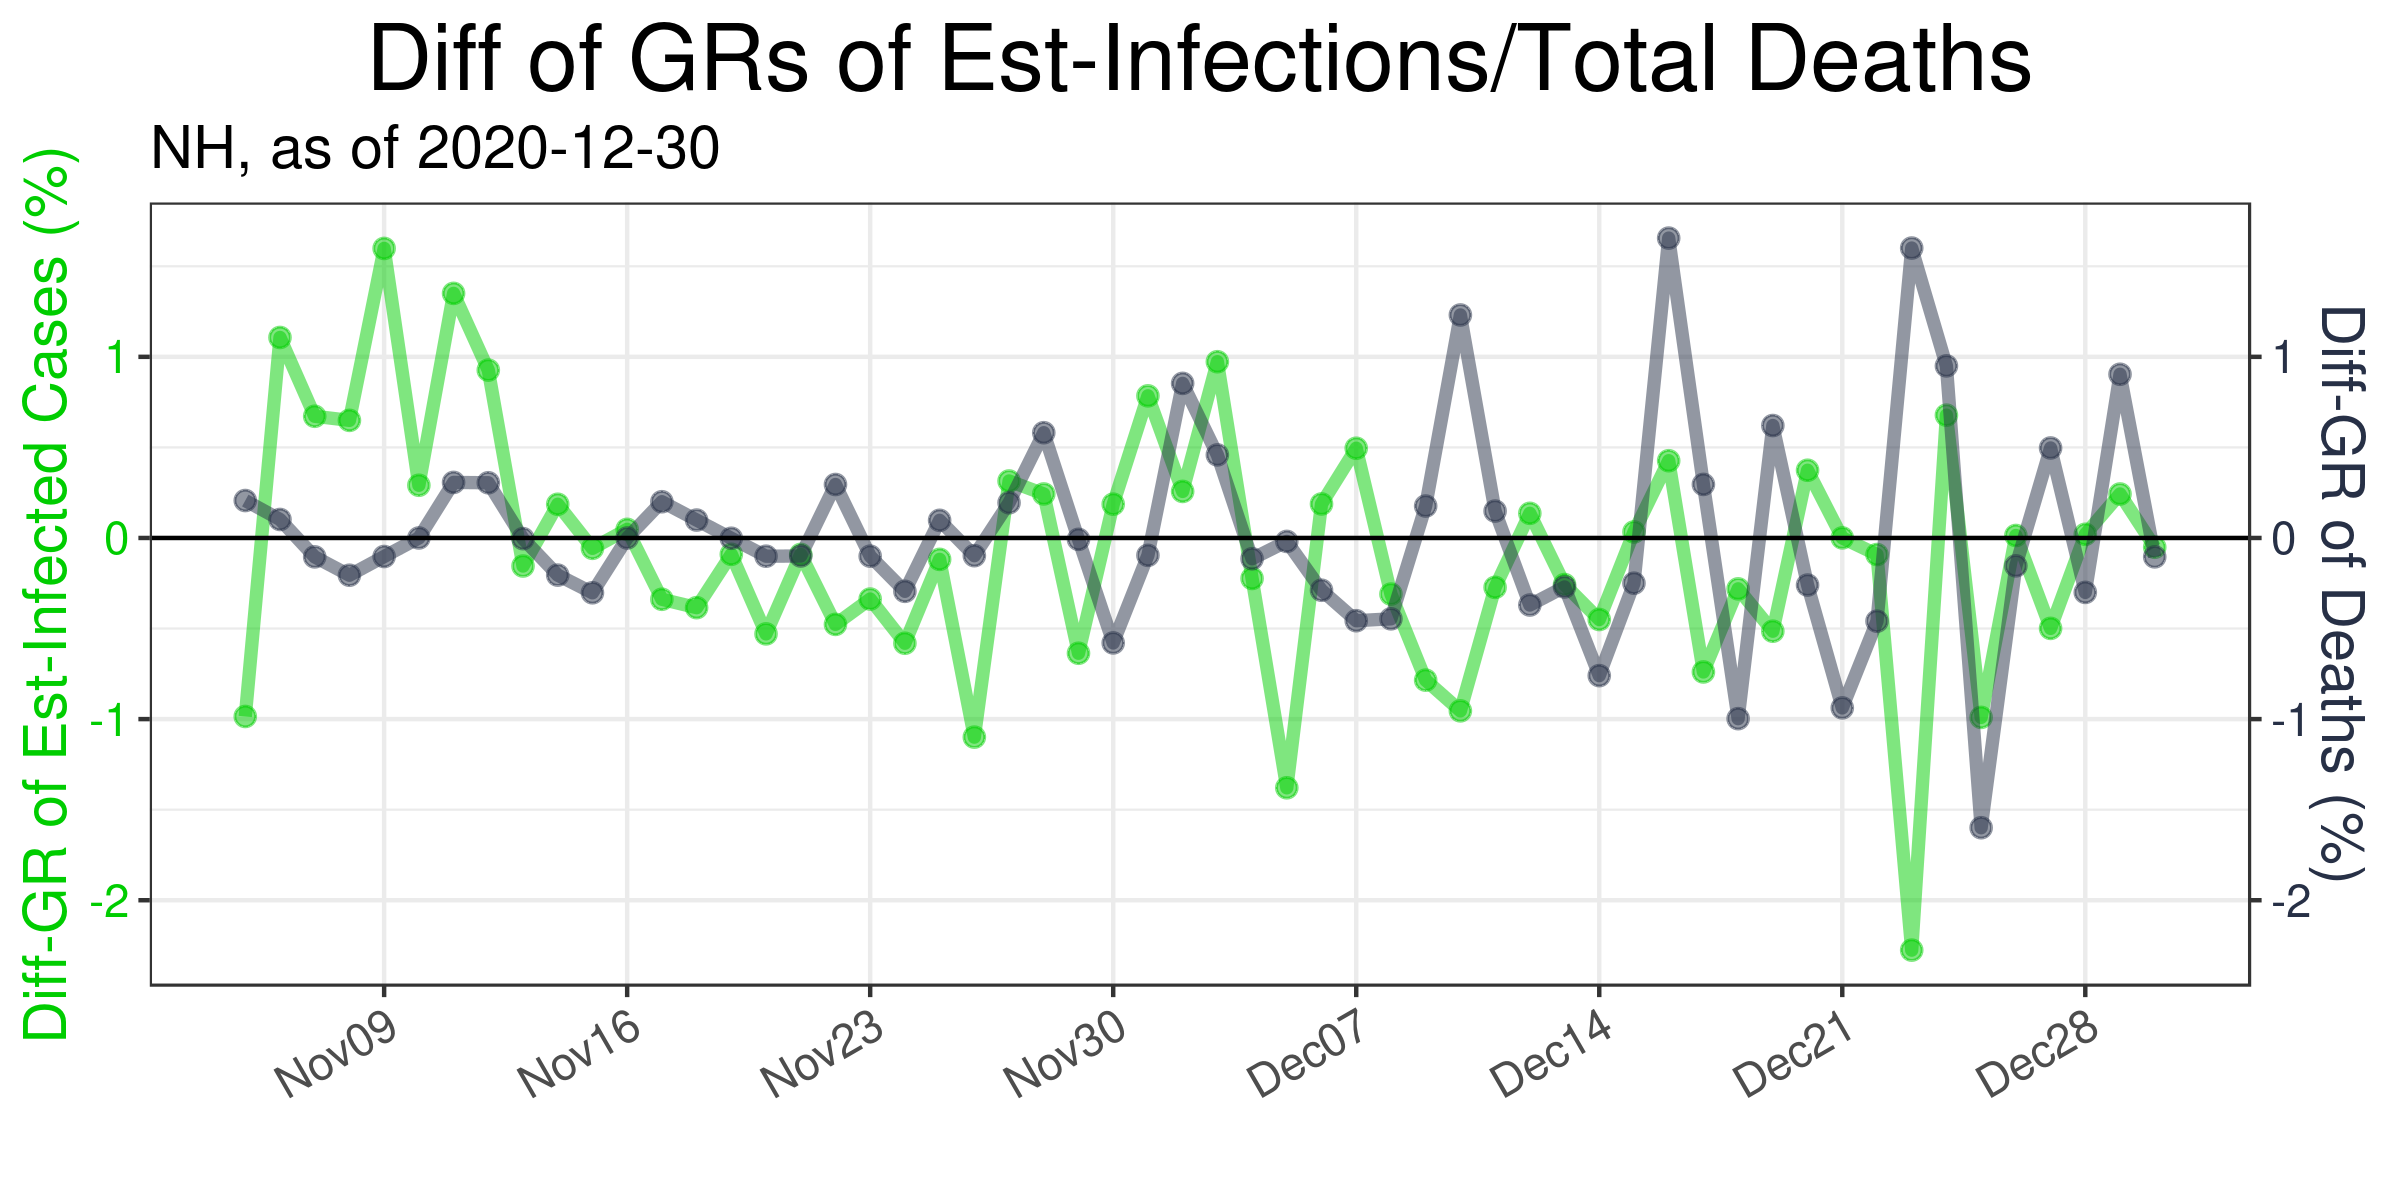 Diff of GRs of Est-Infections/Total Deaths
NH, as of 2020-12-30
Diff-GR of Est-Infected Cases (%)
1
0
-1
-2
1
0
-1
-2
Diff-GR of Deaths (%)
Nov09
Nov16
Nov23
Nov30
Dec07
Dec14
Dec21
Dec28